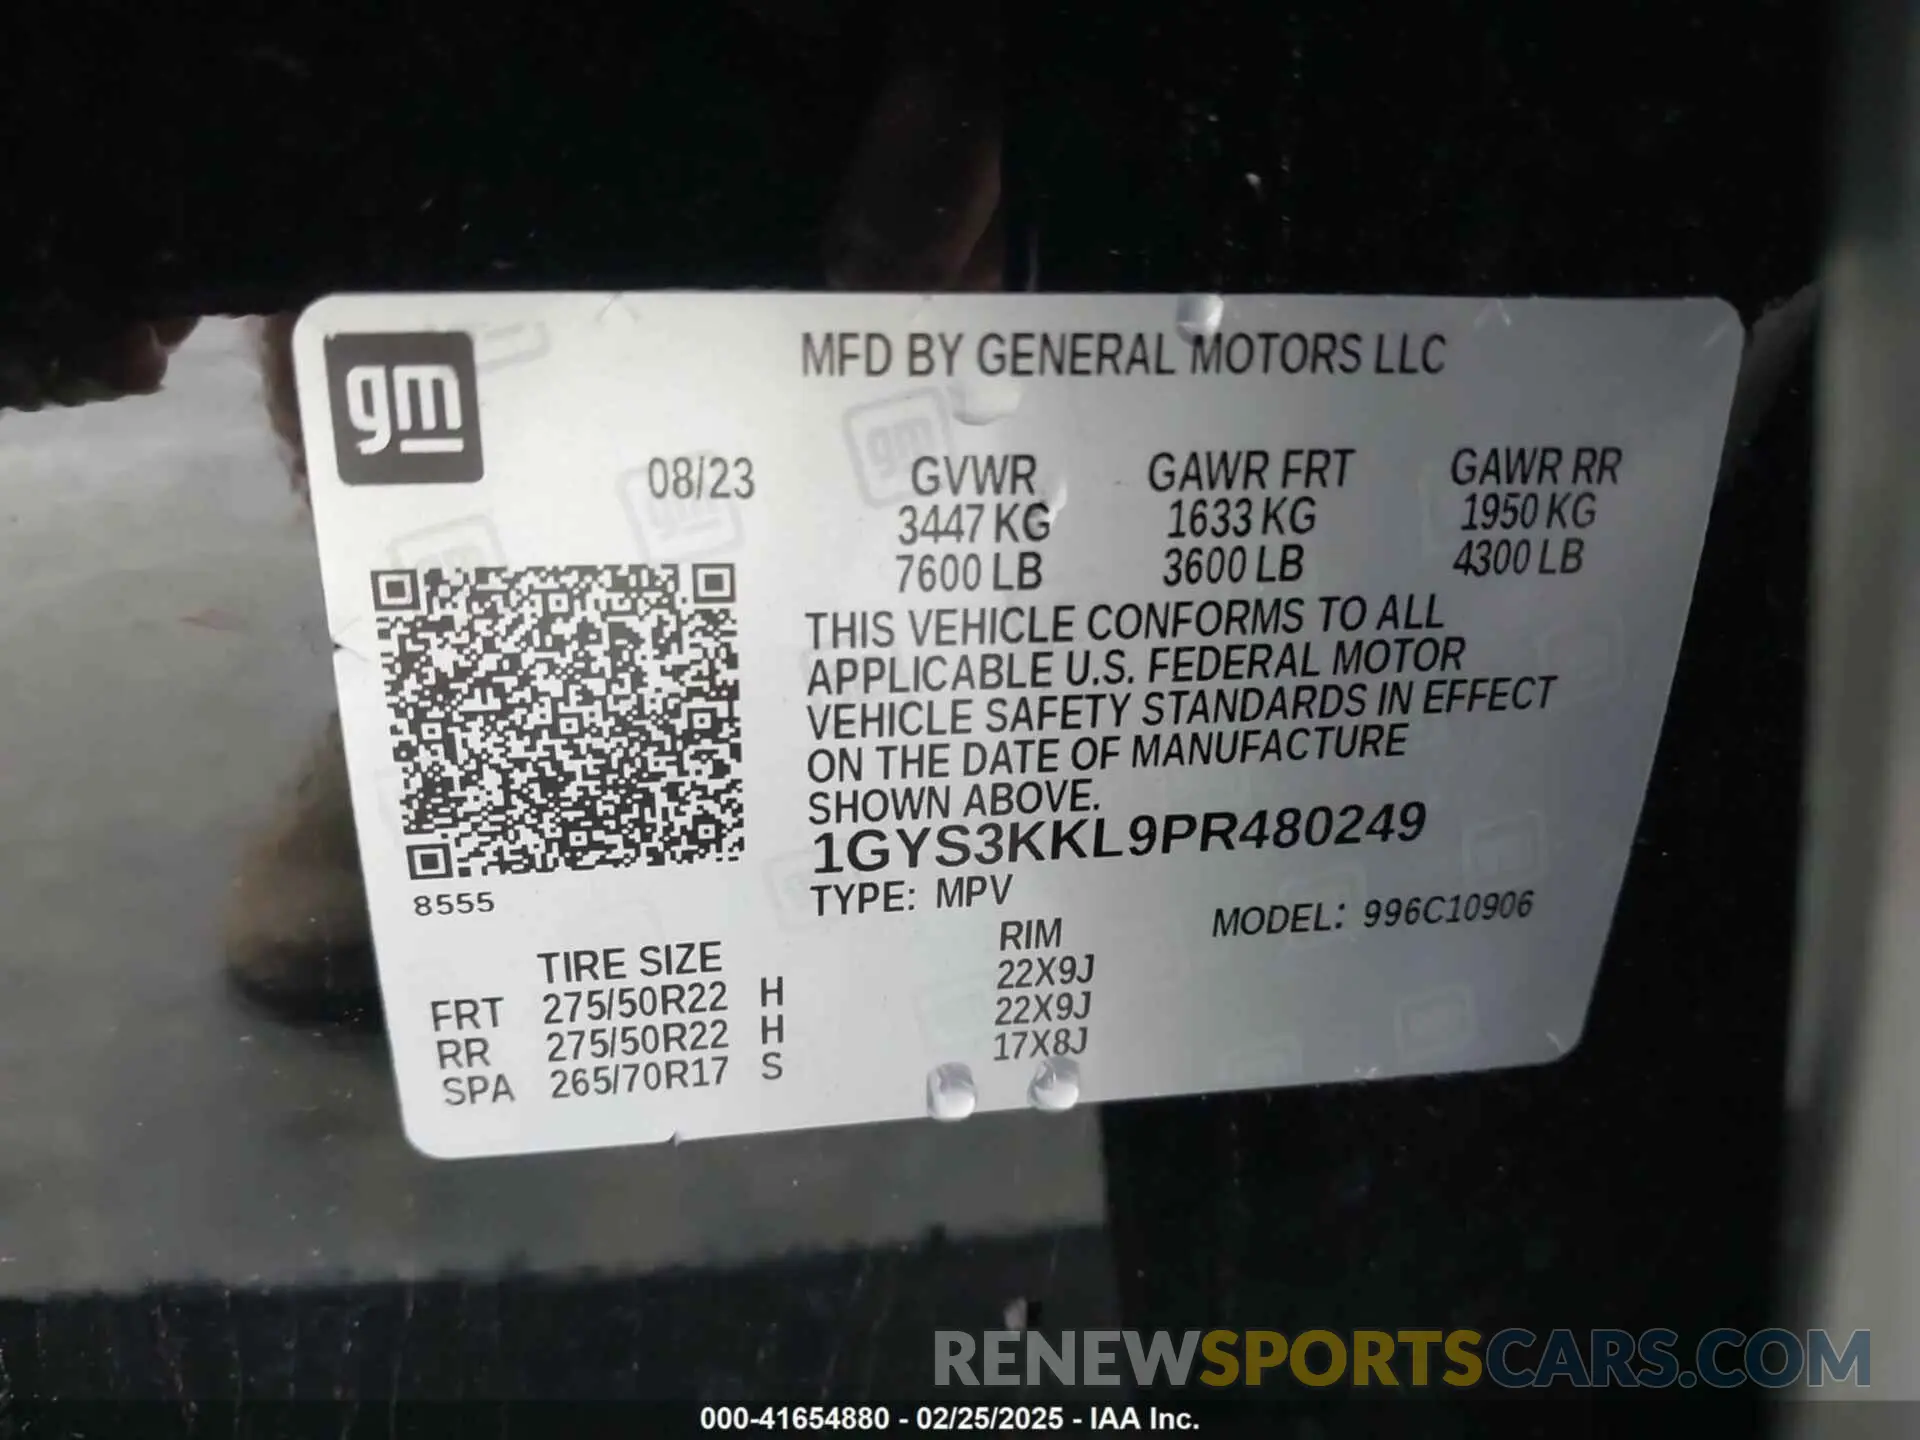 gm
MFD BY GENERAL MOTORS LLC
08/23
GVWR GAWR FRT GAWR RR
3447 KG 1633 KG 1950 KG
7600 LB 3600 LB 4300 LB
THIS VEHICLE CONFORMS TO ALL
APPLICABLE U.S. FEDERAL MOTOR
VEHICLE SAFETY STANDARDS IN EFFECT
ON THE DATE OF MANUFACTURE
SHOWN ABOVE.
1GYS3KKL9PR480249
8555
TYPE: MPV MODEL: 996C10906
TIRE SIZE RIM
FRT 275/50R22 H 22X9J
RR 275/50R22 H 22X9J
SPA 265/70R17 S 17X8J
RENEWSPORTSCARS.COM
000-41654880 - 02/25/2025 - IAA Inc.